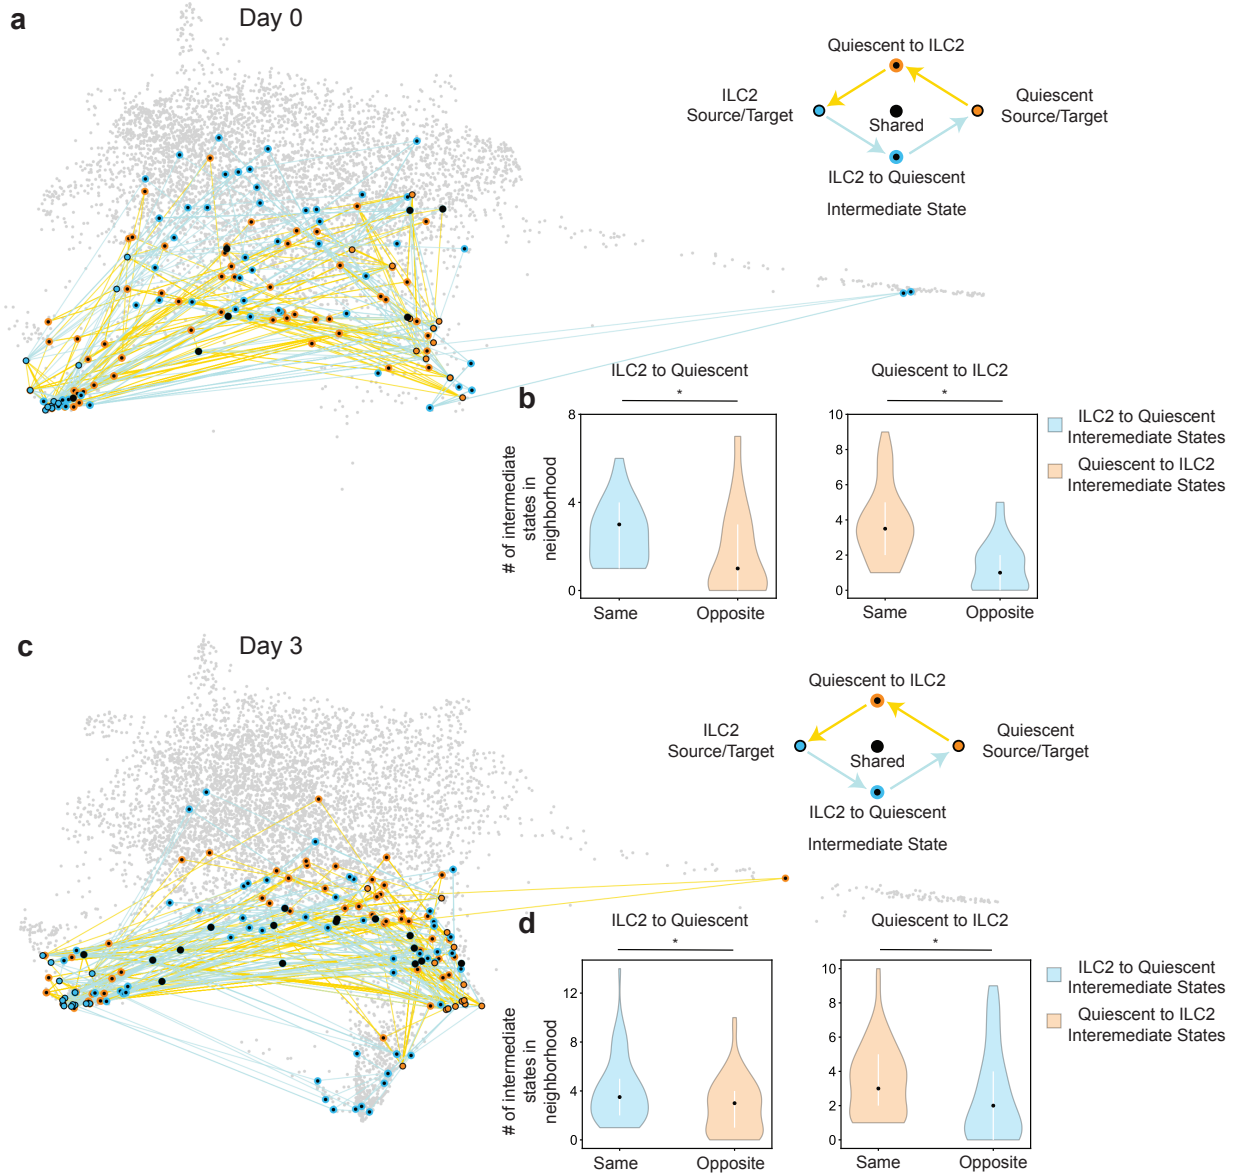 a
Day 0
Quiescent to ILC2
ILC2
Source/Target
Quiescent
Source/Target
Shared
ILC2 to Quiescent
Intermediate State
b
ILC2 to Quiescent
Quiescent to ILC2
*
*
# of intermediate
states in
neighborhood
8
4
0
10
8
6
4
2
0
Same
Opposite
Same
Opposite
ILC2 to Quiescent
Interemediate States
Quiescent to ILC2
Interemediate States
c
Day 3
Quiescent to ILC2
ILC2
Source/Target
Quiescent
Source/Target
Shared
ILC2 to Quiescent
Intermediate State
d
ILC2 to Quiescent
Quiescent to ILC2
*
*
# of intermediate
states in
neighborhood
12
8
4
0
10
8
6
4
2
0
Same
Opposite
Same
Opposite
ILC2 to Quiescent
Interemediate States
Quiescent to ILC2
Interemediate States